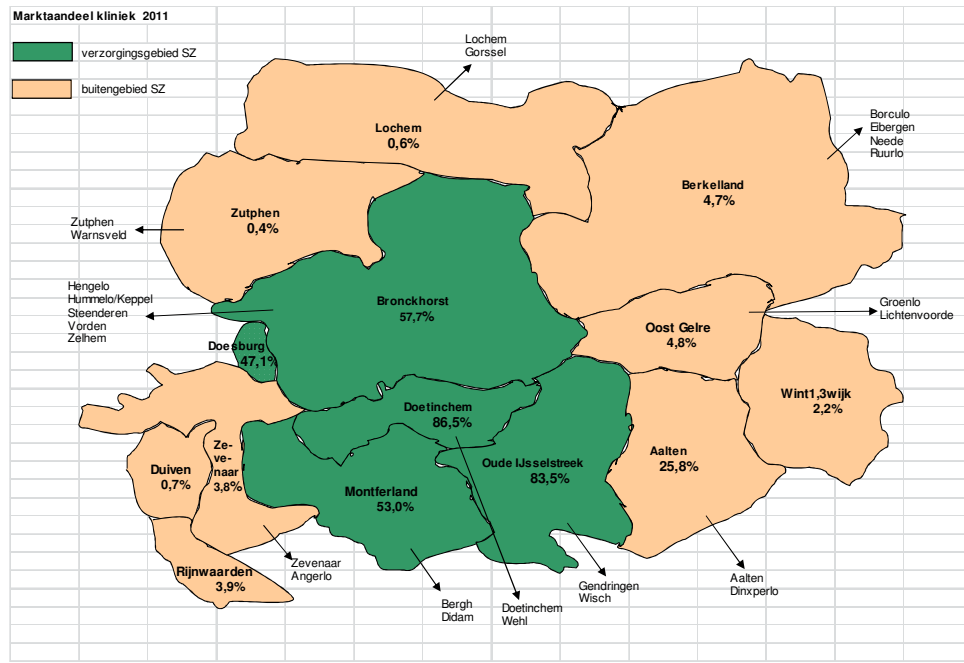 Marktaandeel kliniek 2011
verzorgingsgebied SZ
buitengebied SZ
Lochem
Gorssel
Borculo
Eibergen
Neede
Ruurlo
Lochem
0,6%
Berkelland
4,7%
Zutphen
0,4%
Zutphen
Warnsveld
Hengelo
Hummelo/Keppel
Steenderen
Vorden
Zelhem
Bronckhorst
57,7%
Groenlo
Lichtenvoorde
Oost Gelre
4,8%
Doesburg
47,1%
Wint1,3wijk
2,2%
Doetinchem
86,5%
Ze-
ve-
naar
3,8%
Duiven
0,7%
Oude IJsselstreek
83,5%
Aalten
25,8%
Montferland
53,0%
Rijnwaarden
3,9%
Zevenaar
Angerlo
Bergh
Didam
Doetinchem
Wehl
Gendringen
Wisch
Aalten
Dinxperlo